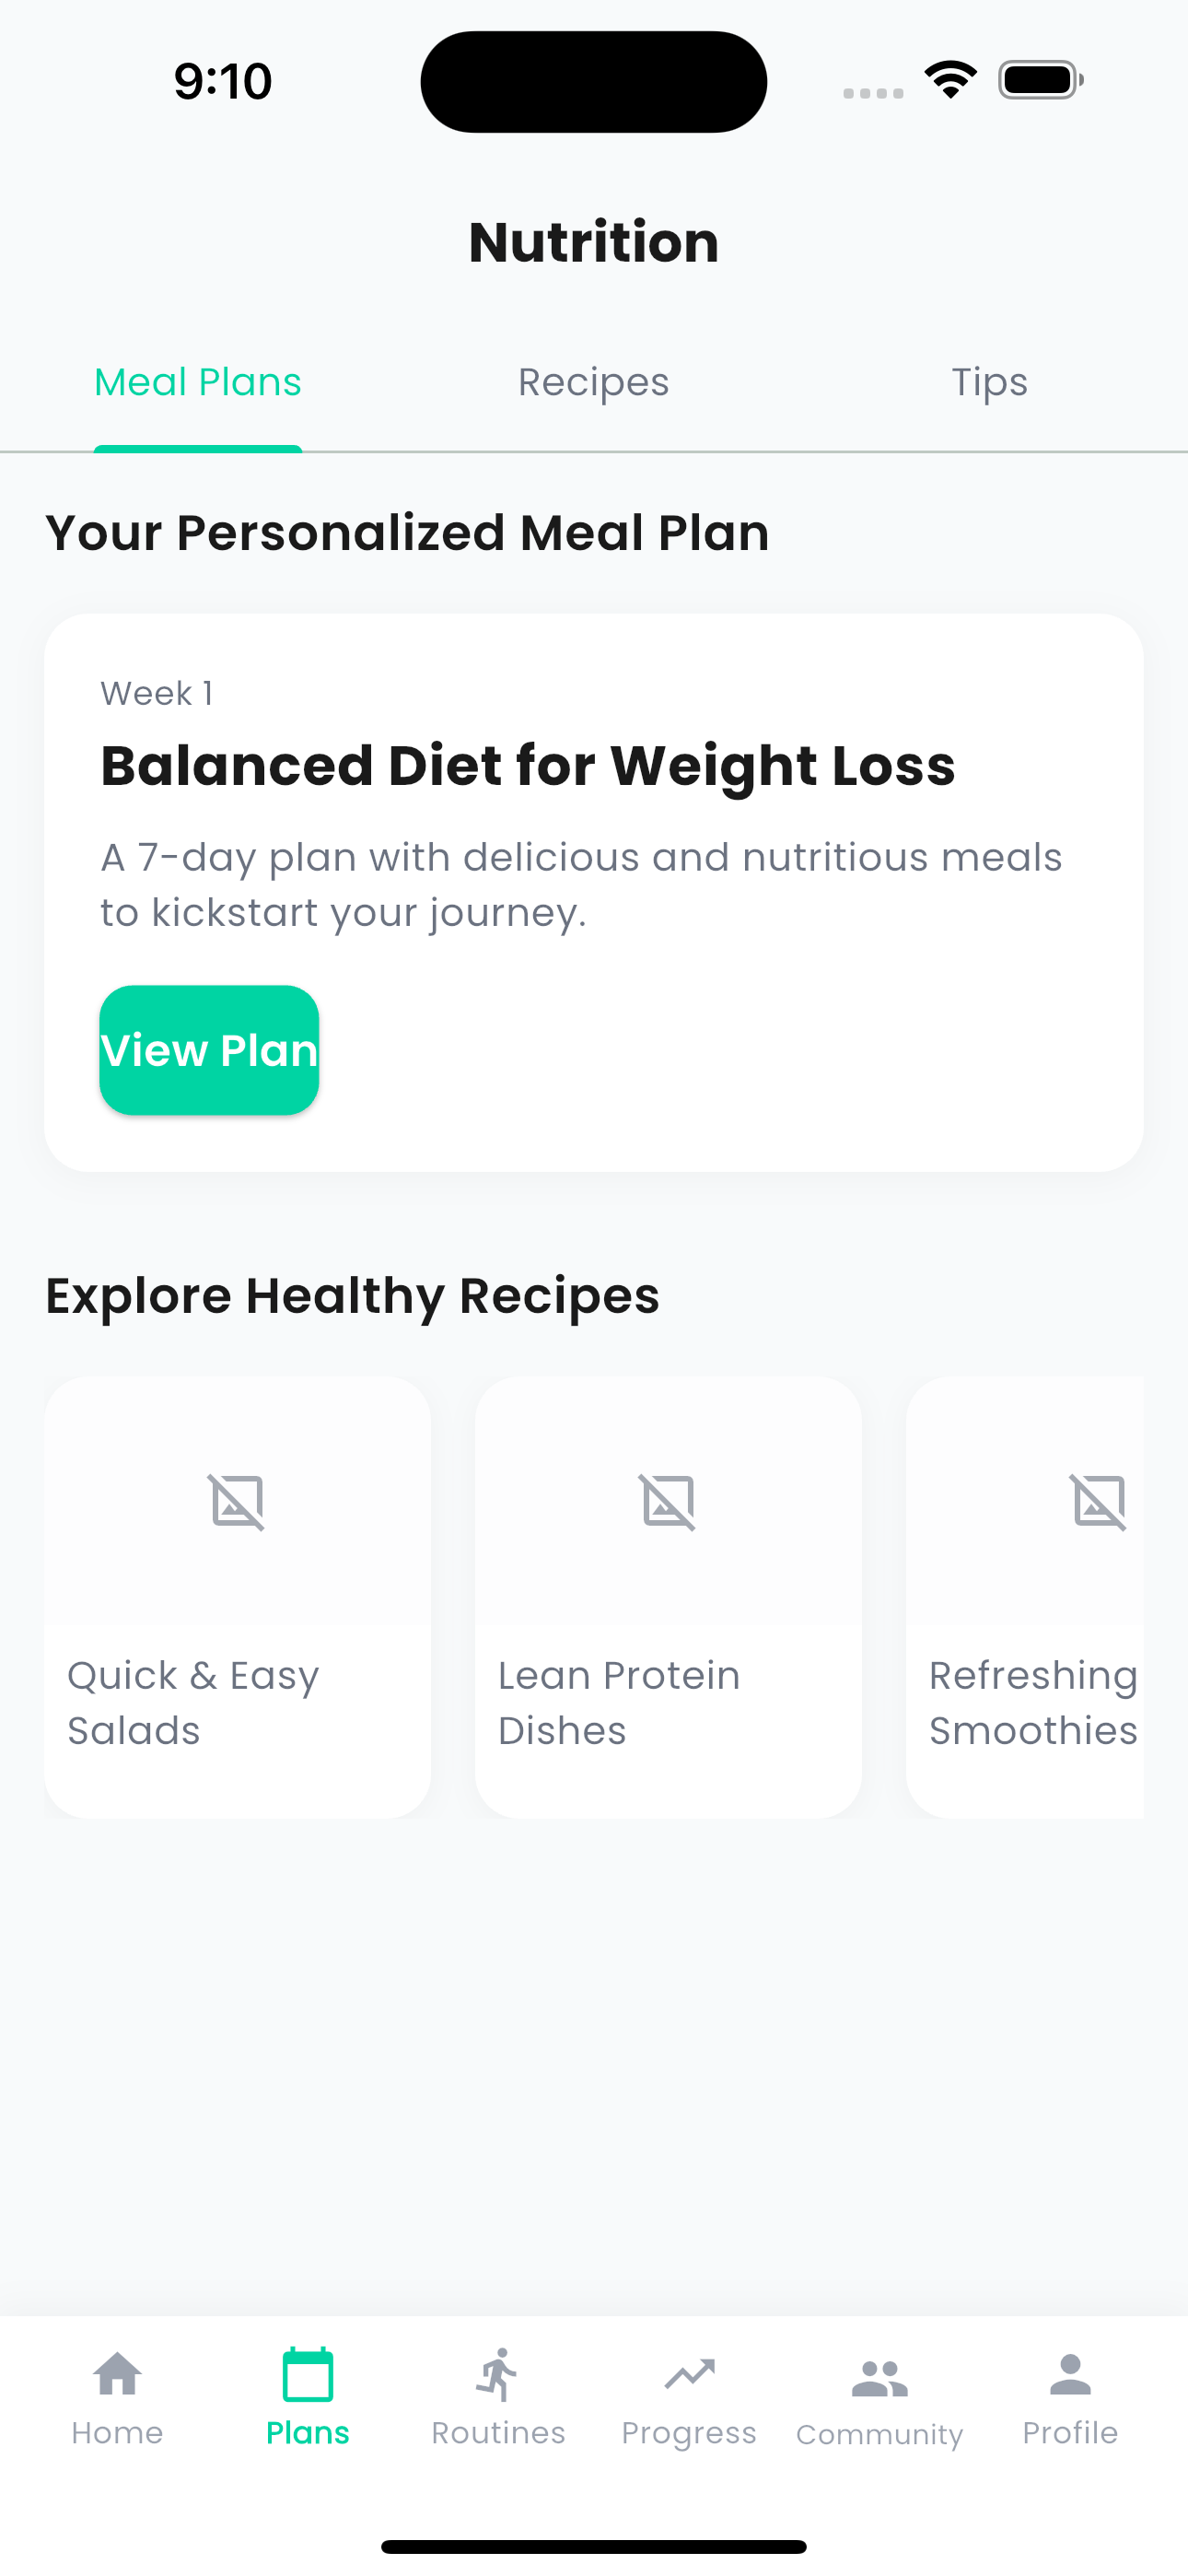 9:10
Nutrition
Meal Plans
Recipes
Tips
Your Personalized Meal Plan
Week 1
Balanced Diet for Weight Loss
A 7-day plan with delicious and nutritious meals
to kickstart your journey.
View Plan
Explore Healthy Recipes
Quick & Easy
Salads
Lean Protein
Dishes
Refreshing
Smoothies
Home
Plans
Routines
Progress
Community
Profile